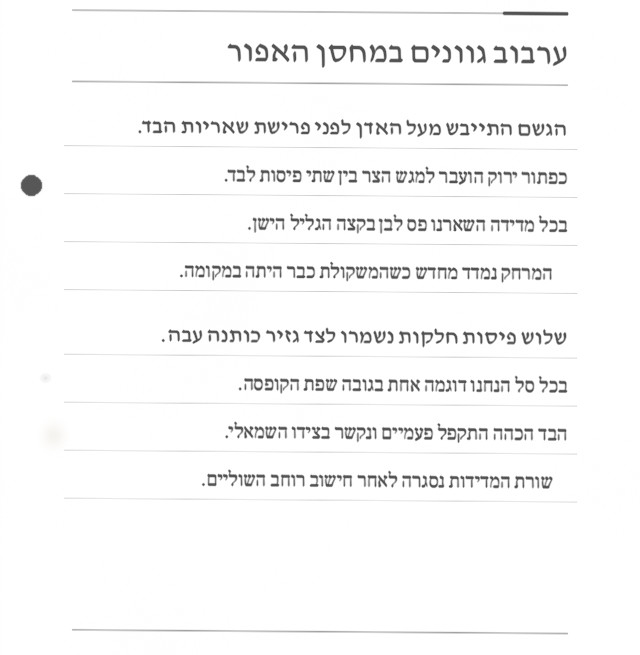 ערבוב גוונים במחסן האפור
הגשם התייבש מעל האדן לפני פרישת שאריות הבד.
כפתור ירוק הועבר למגש הצר בין שתי פיסות לבד.
בכל מדידה השארנו פס לבן בקצה הגליל הישן.
המרחק נמדד מחדש כשהמשקולת כבר היתה במקומה.
שלוש פיסות חלקות נשמרו לצד גזיר כותנה עבה.
בכל סל הנחנו דוגמה אחת בגובה שפת הקופסה.
הבד הכהה התקפל פעמיים ונקשר בצידו השמאלי.
שורת המדידות נסגרה לאחר חישוב רוחב השוליים.